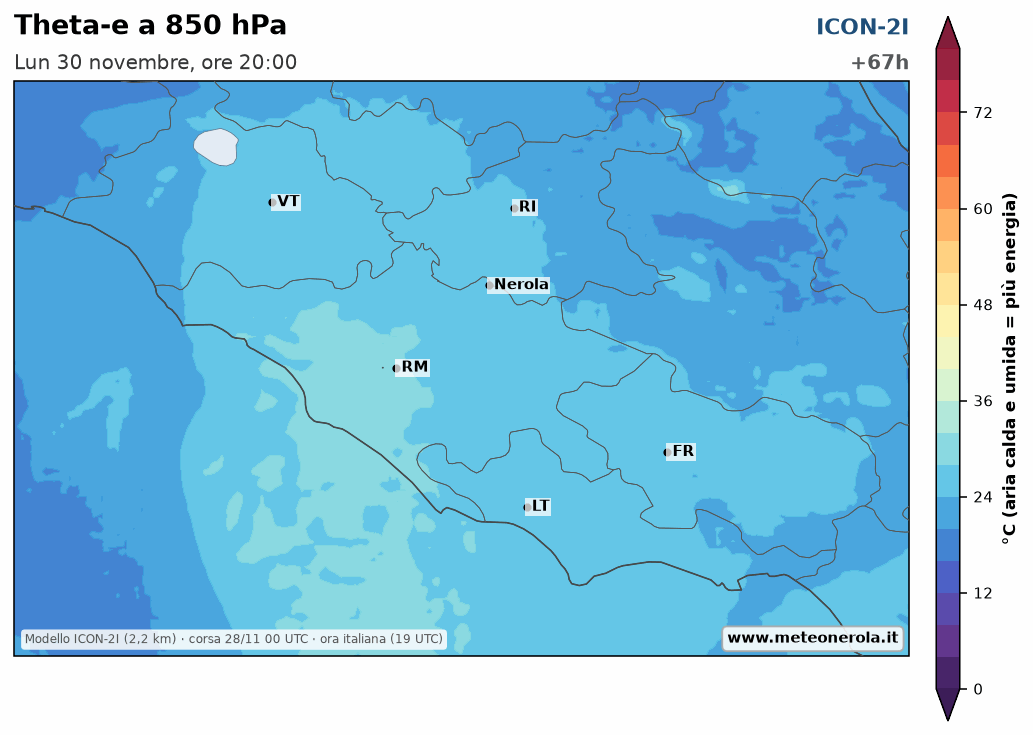 Theta-e a 850 hPa
ICON-2I
Lun 30 novembre, ore 20:00
+67h
VT
RI
Nerola
RM
FR
LT
Modello ICON-2I (2,2 km) · corsa 28/11 00 UTC · ora italiana (19 UTC)
www.meteonerola.it
72
60
48
36
24
12
0
°C (aria calda e umida = più energia)